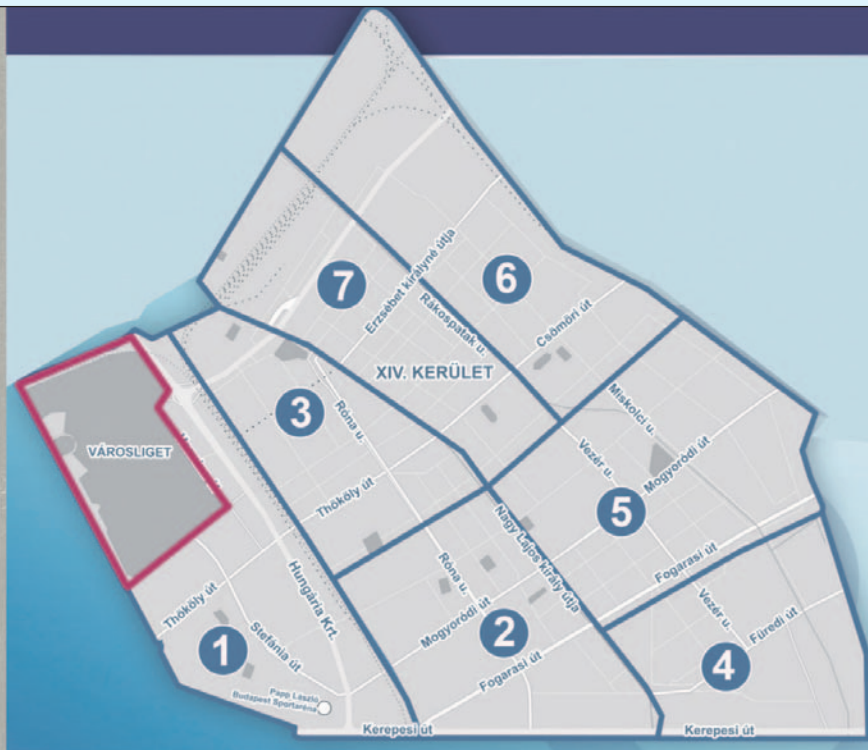 6
7
Erzsébet királyné útja
Rákospatak u.
Csömöri út
XIV. KERÜLET
3
Róna u.
Miskolci u.
VÁROSLIGET
Vezér u.
Mogyoródi út
Thököly út
5
Nagy Lajos király útja
Fogarasi út
Róna u.
Hungária Krt.
Thököly út
Mogyoródi út
Vezér u.
Füredi út
1
Stefánia út
2
4
Fogarasi út
Papp László
Budapest Sportaréna
Kerepesi út
Kerepesi út